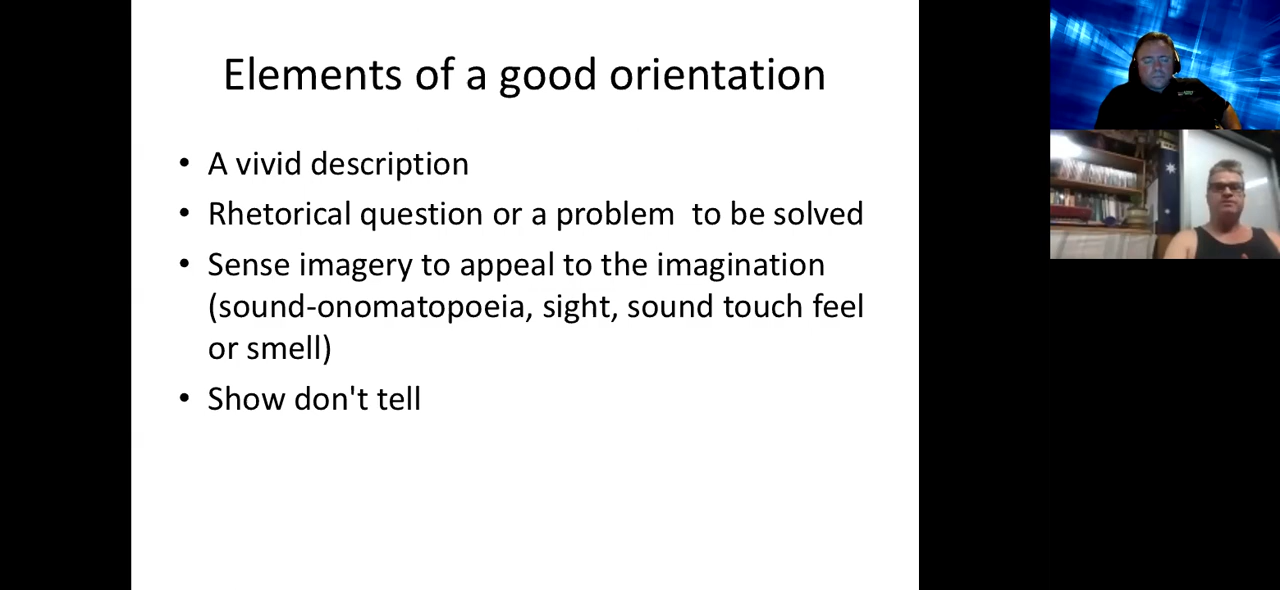 Elements of a good orientation
• A vivid description
• Rhetorical question or a problem  to be solved
• Sense imagery to appeal to the imagination
(sound-onomatopoeia, sight, sound touch feel
or smell)
• Show don't tell